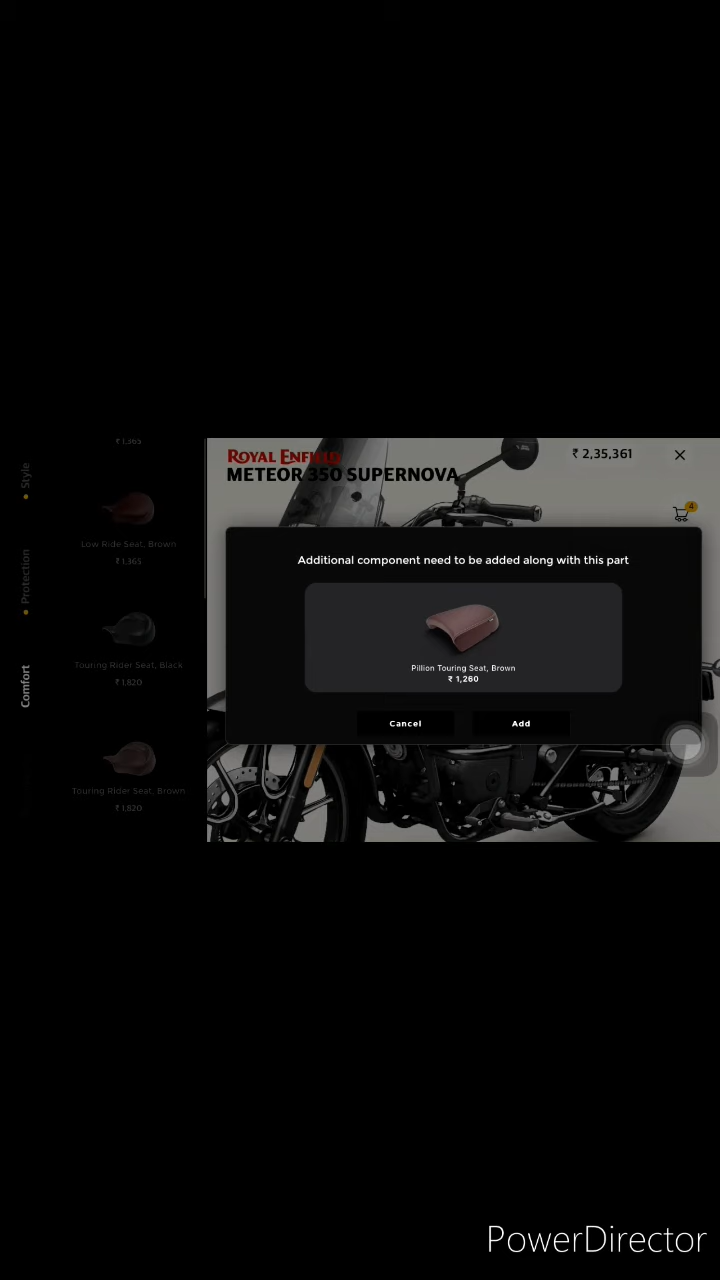 ₹ 1,365
Style
Low Ride Seat, Brown
₹ 1,365
Protection
Touring Rider Seat, Black
₹ 1,820
Comfort
Touring Rider Seat, Brown
₹ 1,820
ROYAL ENFIELD
METEOR 350 SUPERNOVA
₹ 2,35,361
4
Additional component need to be added along with this part
Pillion Touring Seat, Brown
₹ 1,260
Cancel
Add
PowerDirector